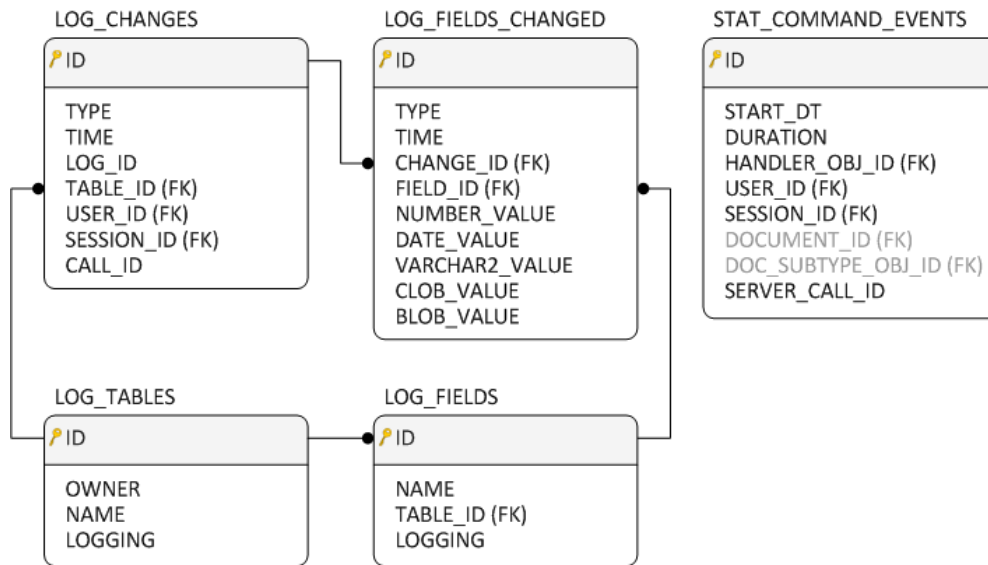 LOG_CHANGES
ID
TYPE
TIME
LOG_ID
TABLE_ID (FK)
USER_ID (FK)
SESSION_ID (FK)
CALL_ID
LOG_FIELDS_CHANGED
ID
TYPE
TIME
CHANGE_ID (FK)
FIELD_ID (FK)
NUMBER_VALUE
DATE_VALUE
VARCHAR2_VALUE
CLOB_VALUE
BLOB_VALUE
STAT_COMMAND_EVENTS
ID
START_DT
DURATION
HANDLER_OBJ_ID (FK)
USER_ID (FK)
SESSION_ID (FK)
DOCUMENT_ID (FK)
DOC_SUBTYPE_OBJ_ID (FK)
SERVER_CALL_ID
LOG_TABLES
ID
OWNER
NAME
LOGGING
LOG_FIELDS
ID
NAME
TABLE_ID (FK)
LOGGING